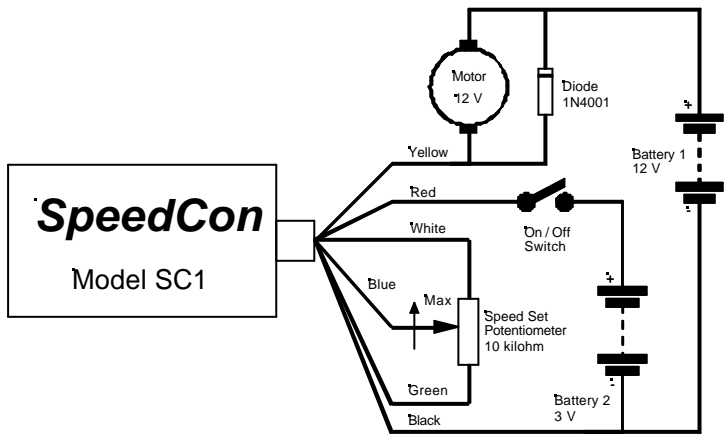 SpeedCon
Model SC1
Yellow
Red
White
Blue
Max
Green
Black
Motor
12 V
Diode
1N4001
+
Battery 1
12 V
-
On / Off
Switch
Speed Set
Potentiometer
10 kilohm
+
-
Battery 2
3 V